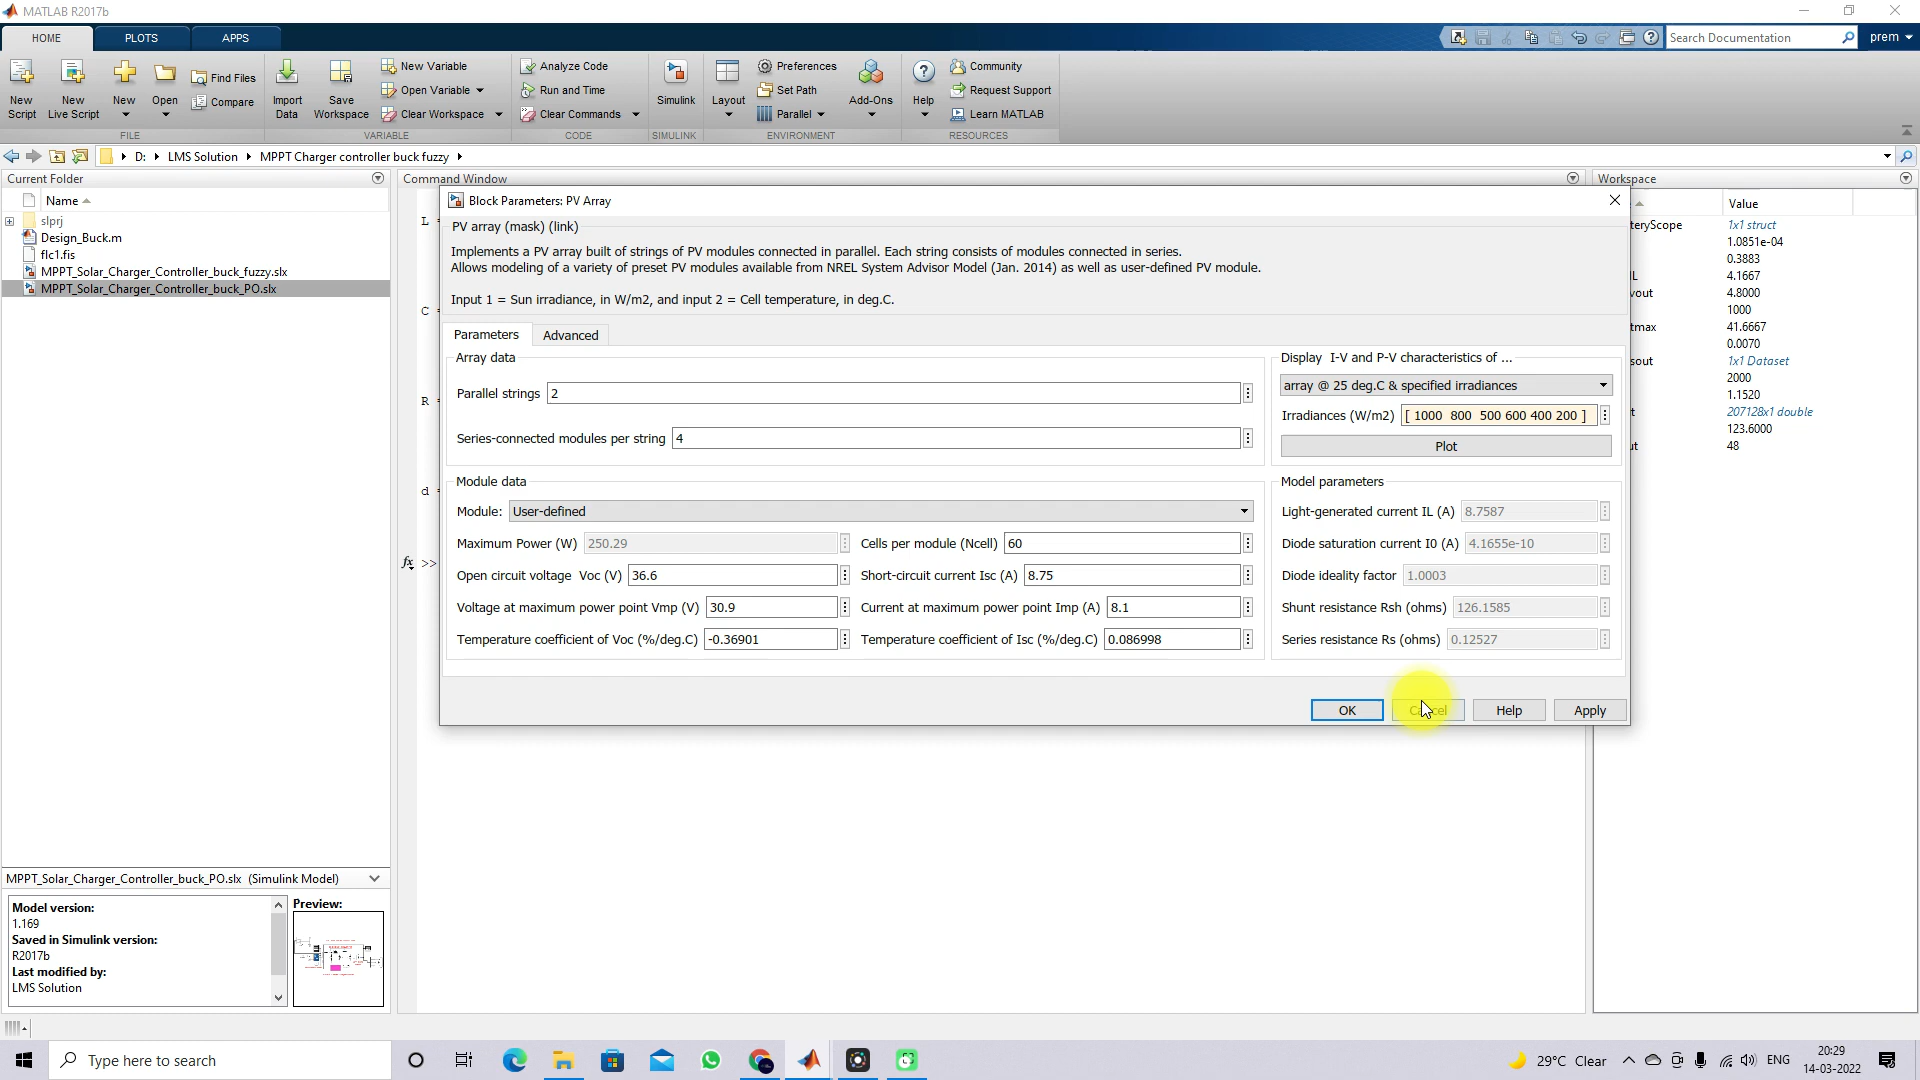 MATLAB R2017b
HOME
PLOTS
APPS
Search Documentation
prem
New Script
New Live Script
New
Open
Find Files
Compare
Import Data
Save Workspace
New Variable
Open Variable
Clear Workspace
Analyze Code
Run and Time
Clear Commands
Simulink
Layout
Preferences
Set Path
Parallel
Add-Ons
Help
Community
Request Support
Learn MATLAB
FILE
VARIABLE
CODE
SIMULINK
ENVIRONMENT
RESOURCES
D: LMS Solution MPPT Charger controller buck fuzzy
Current Folder
Name
slprj
Design_Buck.m
flc1.fis
MPPT_Solar_Charger_Controller_buck_fuzzy.slx
MPPT_Solar_Charger_Controller_buck_PO.slx
Command Window
L =
C =
R =
d =
fx >>
Block Parameters: PV Array
PV array (mask) (link)
Implements a PV array built of strings of PV modules connected in parallel. Each string consists of modules connected in series.
Allows modeling of a variety of preset PV modules available from NREL System Advisor Model (Jan. 2014) as well as user-defined PV module.
Input 1 = Sun irradiance, in W/m2, and input 2 = Cell temperature, in deg.C.
Parameters
Advanced
Array data
Parallel strings 2
Series-connected modules per string 4
Display I-V and P-V characteristics of ...
array @ 25 deg.C & specified irradiances
Irradiances (W/m2) [ 1000 800 500 600 400 200 ]
Plot
Module data
Module: User-defined
Maximum Power (W) 250.29
Cells per module (Ncell) 60
Open circuit voltage Voc (V) 36.6
Short-circuit current Isc (A) 8.75
Voltage at maximum power point Vmp (V) 30.9
Current at maximum power point Imp (A) 8.1
Temperature coefficient of Voc (%/deg.C) -0.36901
Temperature coefficient of Isc (%/deg.C) 0.086998
Model parameters
Light-generated current IL (A) 8.7587
Diode saturation current I0 (A) 4.1655e-10
Diode ideality factor 1.0003
Shunt resistance Rsh (ohms) 126.1585
Series resistance Rs (ohms) 0.12527
OK
Cancel
Help
Apply
Workspace
Value
teryScope 1x1 struct
1.0851e-04
0.3883
IL 4.1667
vout 4.8000
1000
tmax 41.6667
0.0070
sout 1x1 Dataset
2000
1.1520
t 207128x1 double
123.6000
ut 48
MPPT_Solar_Charger_Controller_buck_PO.slx (Simulink Model)
Model version:
1.169
Saved in Simulink version:
R2017b
Last modified by:
LMS Solution
Preview:
Type here to search
29°C Clear
ENG
20:29
14-03-2022